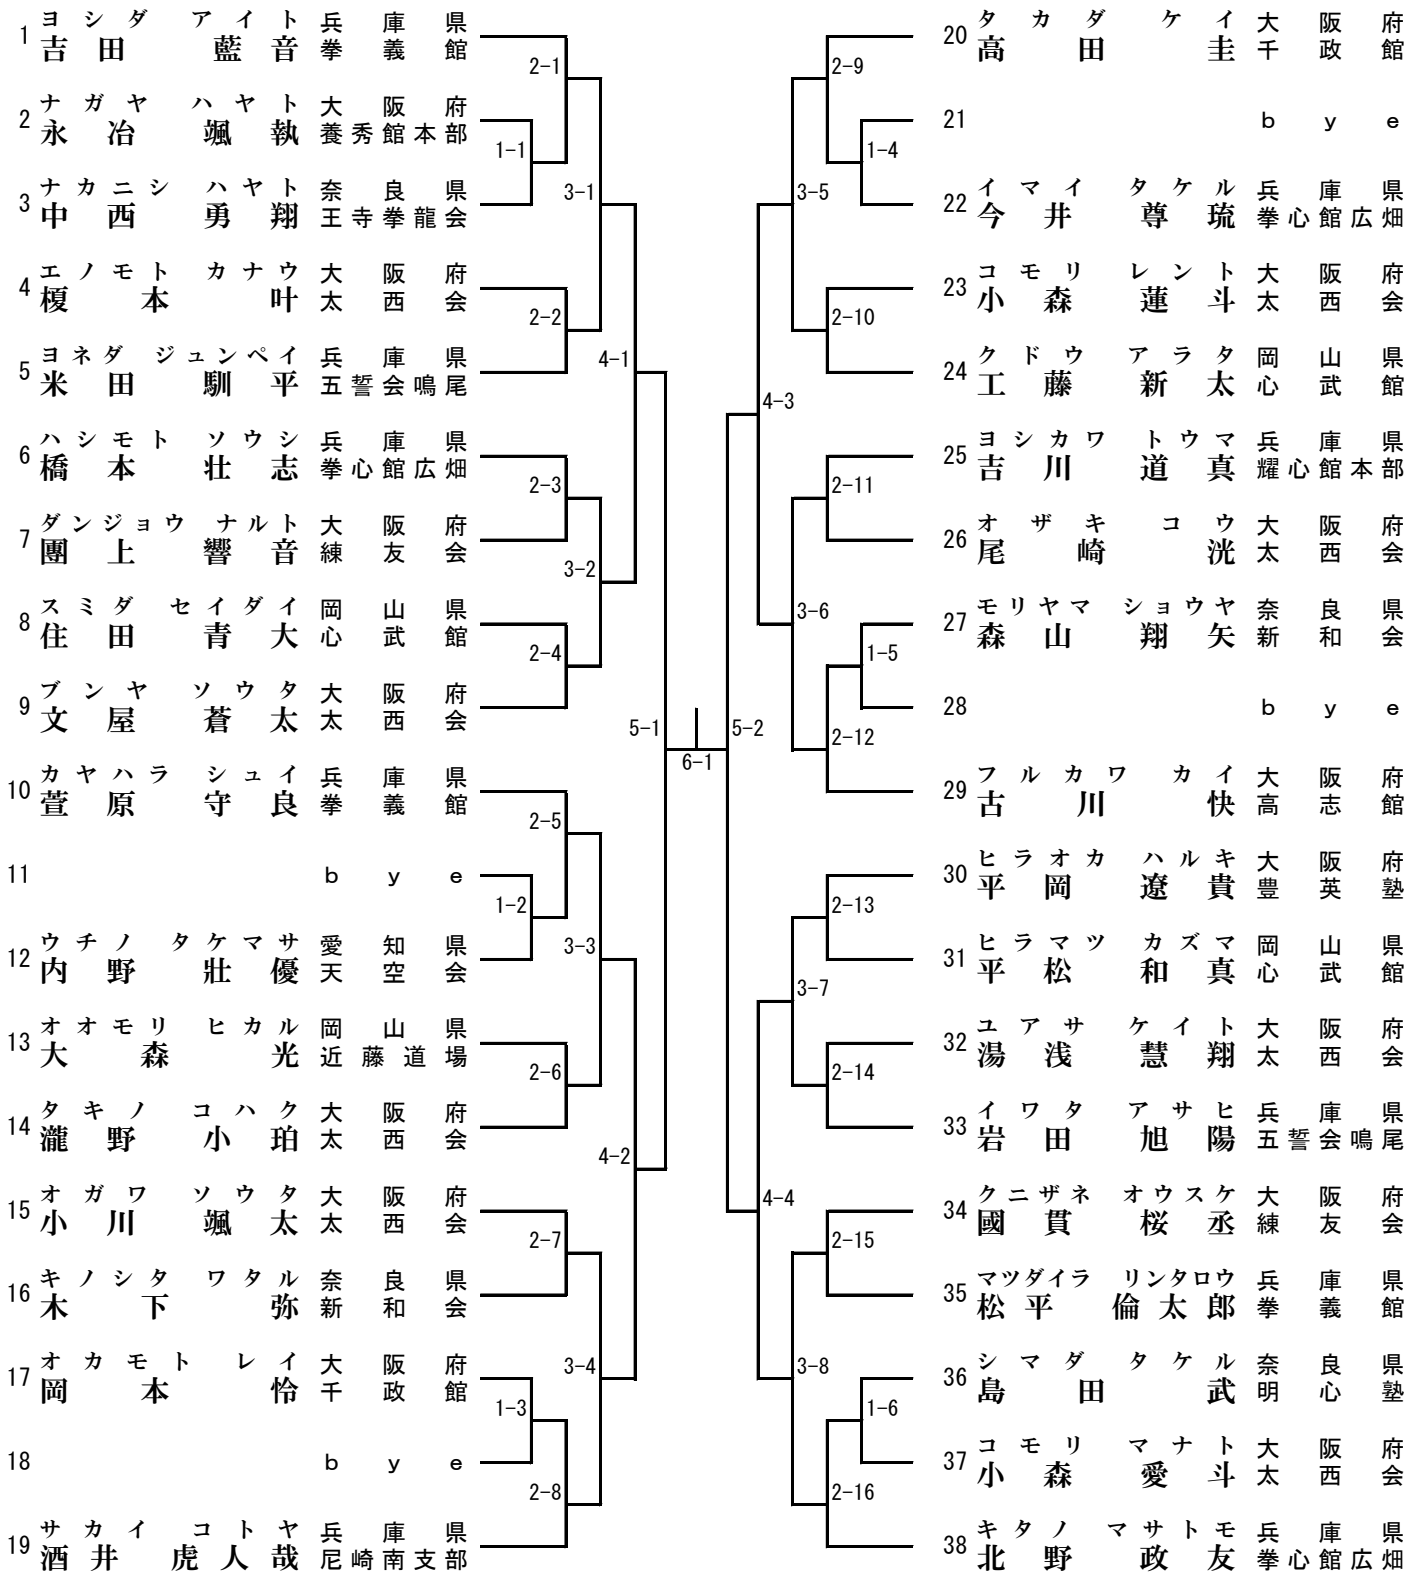 ヨシダ アイト 兵庫県
1 吉田 藍音 拳義館
2-1
ナガヤ ハヤト 大阪府
2 永冶 颯執 養秀館本部
1-1
ナカニシ ハヤト 奈良県
3 中西 勇翔 王寺拳龍会
3-1
エノモト カナウ 大阪府
4 榎本 叶 太西会
2-2
ヨネダ ジュンペイ 兵庫県
5 米田 馴平 五誓会鳴尾
4-1
ハシモト ソウシ 兵庫県
6 橋本 壮志 拳心館広畑
2-3
ダンジョウ ナルト 大阪府
7 團上 響音 練友会
3-2
スミダ セイダイ 岡山県
8 住田 青大 心武館
2-4
ブンヤ ソウタ 大阪府
9 文屋 蒼太 太西会
5-1
カヤハラ シュイ 兵庫県
10 萱原 守良 拳義館
2-5
11 bye
1-2
ウチノ タケマサ 愛知県
12 内野 壯優 天空会
3-3
オオモリ ヒカル 岡山県
13 大森 光 近藤道場
2-6
タキノ コハク 大阪府
14 瀧野 小珀 太西会
4-2
オガワ ソウタ 大阪府
15 小川 颯太 太西会
2-7
キノシタ ワタル 奈良県
16 木下 弥 新和会
3-4
オカモト レイ 大阪府
17 岡本 怜 千政館
1-3
18 bye
2-8
サカイ コトヤ 兵庫県
19 酒井 虎人哉 尼崎南支部
6-1
タカダ ケイ 大阪府
20 高田 圭 千政館
2-9
21 bye
1-4
イマイ タケル 兵庫県
22 今井 尊琉 拳心館広畑
3-5
コモリ レント 大阪府
23 小森 蓮斗 太西会
2-10
クドウ アラタ 岡山県
24 工藤 新太 心武館
4-3
ヨシカワ トウマ 兵庫県
25 吉川 道真 耀心館本部
2-11
オザキ コウ 大阪府
26 尾崎 洸 太西会
3-6
モリヤマ ショウヤ 奈良県
27 森山 翔矢 新和会
1-5
28 bye
2-12
フルカワ カイ 大阪府
29 古川 快 高志館
5-2
ヒラオカ ハルキ 大阪府
30 平岡 遼貴 豊英塾
2-13
ヒラマツ カズマ 岡山県
31 平松 和真 心武館
3-7
ユアサ ケイト 大阪府
32 湯浅 慧翔 太西会
2-14
イワタ アサヒ 兵庫県
33 岩田 旭陽 五誓会鳴尾
4-4
クニザネ オウスケ 大阪府
34 國貫 桜丞 練友会
2-15
マツダイラ リンタロウ 兵庫県
35 松平 倫太郎 拳義館
3-8
シマダ タケル 奈良県
36 島田 武 明心塾
1-6
コモリ マナト 大阪府
37 小森 愛斗 太西会
2-16
キタノ マサトモ 兵庫県
38 北野 政友 拳心館広畑